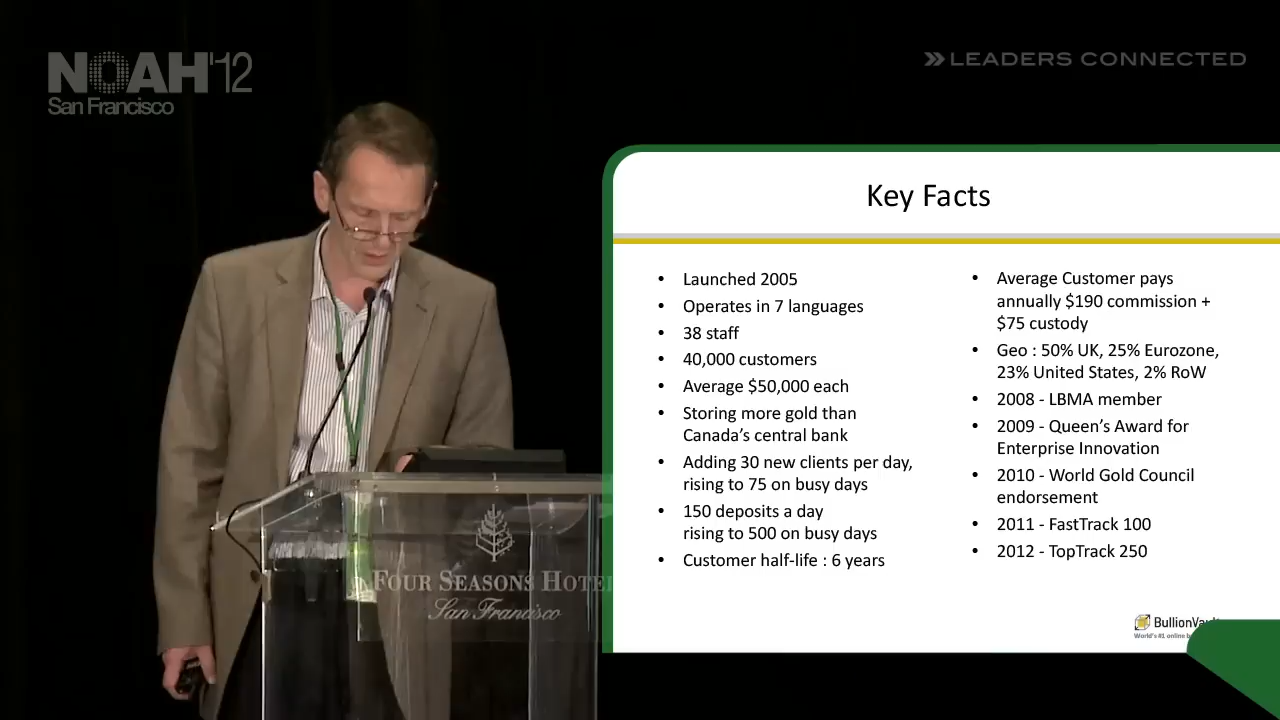 NOAH'12
San Francisco
LEADERS CONNECTED
Key Facts
• Launched 2005
• Operates in 7 languages
• 38 staff
• 40,000 customers
• Average $50,000 each
• Storing more gold than
Canada's central bank
• Adding 30 new clients per day,
rising to 75 on busy days
• 150 deposits a day
rising to 500 on busy days
• Customer half-life : 6 years
• Average Customer pays
annually $190 commission +
$75 custody
• Geo : 50% UK, 25% Eurozone,
23% United States, 2% RoW
• 2008 - LBMA member
• 2009 - Queen's Award for
Enterprise Innovation
• 2010 - World Gold Council
endorsement
• 2011 - FastTrack 100
• 2012 - TopTrack 250
World's #1 online
FOUR SEASONS
San Francisco